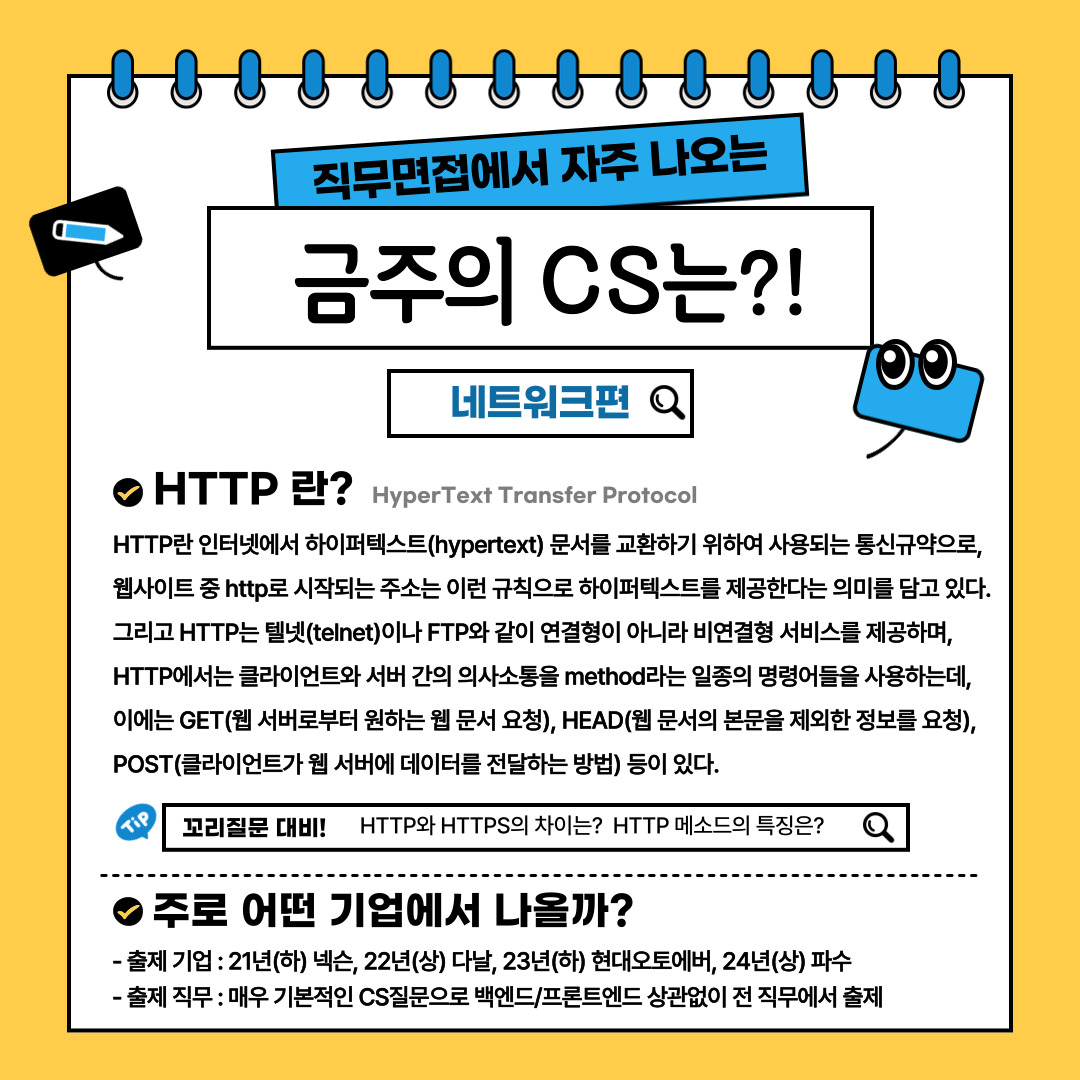 직무면접에서 자주 나오는
금주의 CS는?!
네트워크편
HTTP 란? HyperText Transfer Protocol
HTTP란 인터넷에서 하이퍼텍스트(hypertext) 문서를 교환하기 위하여 사용되는 통신규약으로,
웹사이트 중 http로 시작되는 주소는 이런 규칙으로 하이퍼텍스트를 제공한다는 의미를 담고 있다.
그리고 HTTP는 텔넷(telnet)이나 FTP와 같이 연결형이 아니라 비연결형 서비스를 제공하며,
HTTP에서는 클라이언트와 서버 간의 의사소통을 method라는 일종의 명령어들을 사용하는데,
이에는 GET(웹 서버로부터 원하는 웹 문서 요청), HEAD(웹 문서의 본문을 제외한 정보를 요청),
POST(클라이언트가 웹 서버에 데이터를 전달하는 방법) 등이 있다.
TiP 꼬리질문 대비! HTTP와 HTTPS의 차이는? HTTP 메소드의 특징은?
주로 어떤 기업에서 나올까?
- 출제 기업 : 21년(하) 넥슨, 22년(상) 다날, 23년(하) 현대오토에버, 24년(상) 파수
- 출제 직무 : 매우 기본적인 CS질문으로 백엔드/프론트엔드 상관없이 전 직무에서 출제